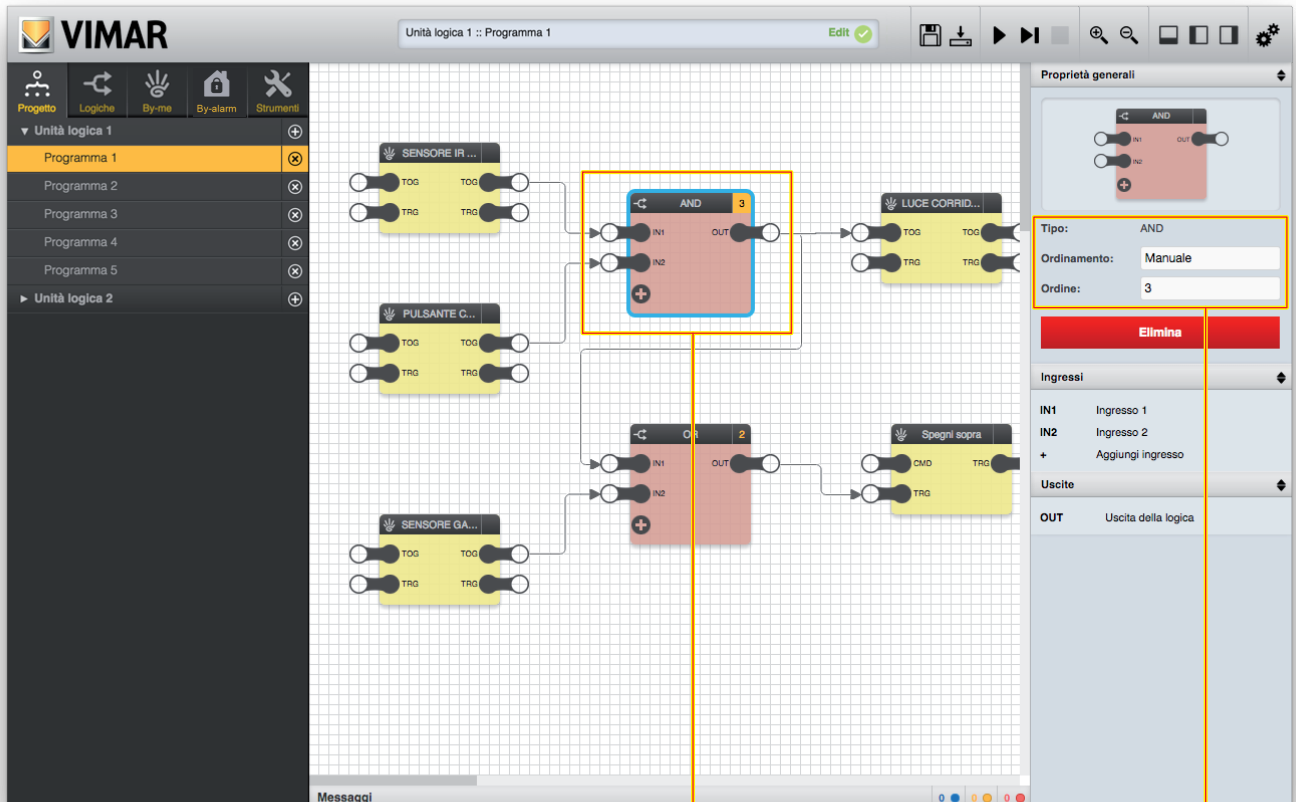 VIMAR
Unità logica 1 :: Programma 1
Edit
Progetto
Logiche
By-me
By-alarm
Strumenti
▼ Unità logica 1
Programma 1
Programma 2
Programma 3
Programma 4
Programma 5
► Unità logica 2
SENSORE IR ...
TOG TOG
TRG TRG
PULSANTE C...
TOG TOG
TRG TRG
SENSORE GA...
TOG TOG
TRG TRG
AND 3
IN1 OUT
IN2
OR 2
IN1 OUT
IN2
LUCE CORRID...
TOG TOG
TRG TRG
Spegni sopra
CMD TRG
TRG
Messaggi
0 0 0
Proprietà generali
AND
IN1 OUT
IN2
Tipo: AND
Ordinamento: Manuale
Ordine: 3
Elimina
Ingressi
IN1 Ingresso 1
IN2 Ingresso 2
+ Aggiungi ingresso
Uscite
OUT Uscita della logica